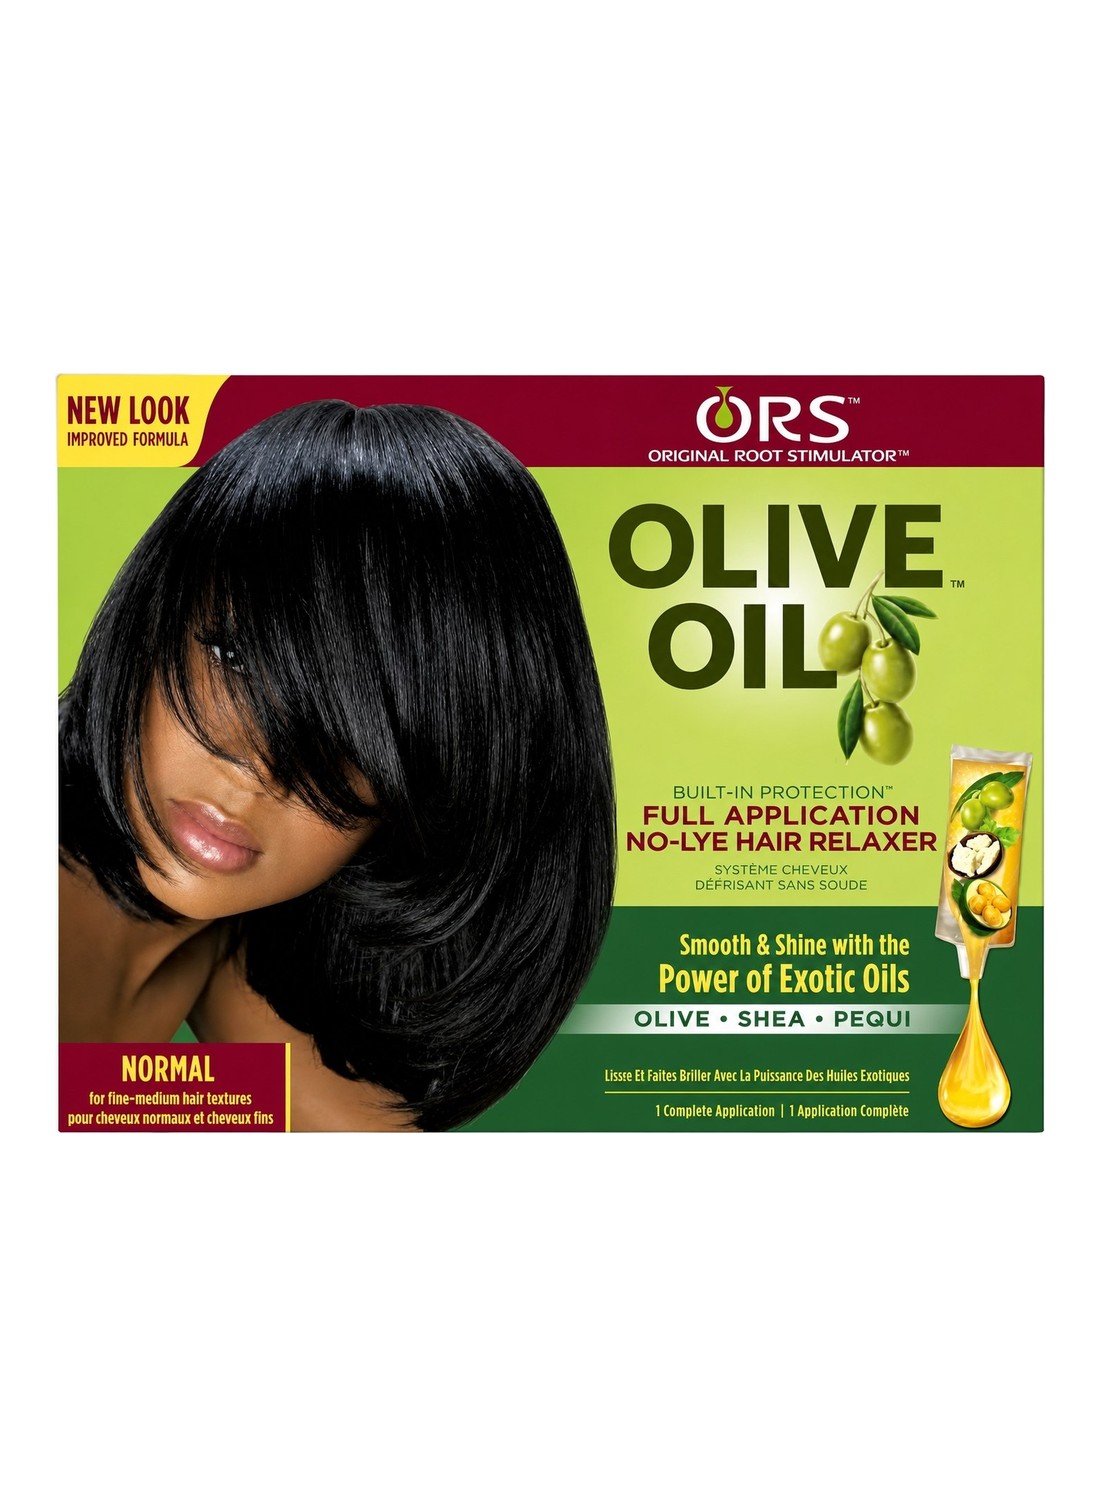 NEW LOOK
IMPROVED FORMULA
ORS™
ORIGINAL ROOT STIMULATOR™
OLIVE
OIL™
BUILT-IN PROTECTION™
FULL APPLICATION
NO-LYE HAIR RELAXER
SYSTÈME CHEVEUX
DÉFRISANT SANS SOUDE
Smooth & Shine with the
Power of Exotic Oils
OLIVE • SHEA • PEQUI
Lissre Et Faites Briller Avec La Puissance Des Huiles Exotiques
1 Complete Application | 1 Application Complète
NORMAL
for fine-medium hair textures
pour cheveux normaux et cheveux fins